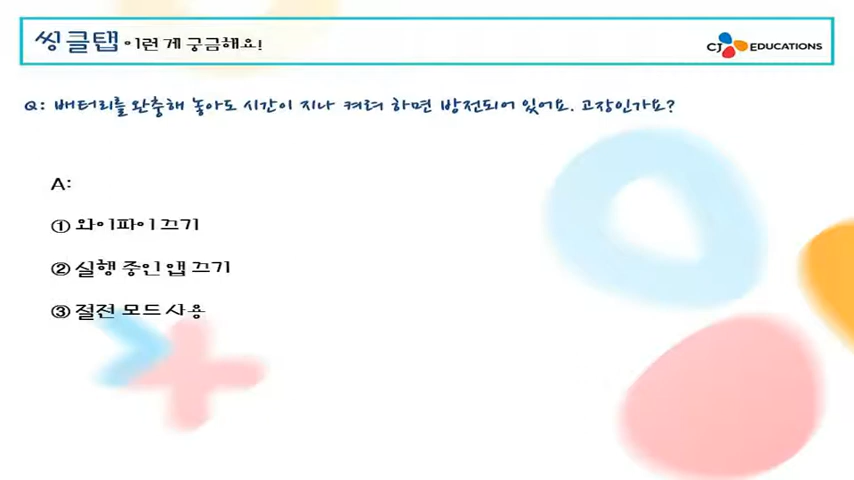 씽클탭 이런 게 궁금해요!
CJ EDUCATIONS
Q: 배터리를 완충해 놓아도 시간이 지나 켜려 하면 방전되어 있어요. 고장인가요?
A:
① 와이파이 끄기
② 실행 중인 앱 끄기
③ 절전 모드 사용